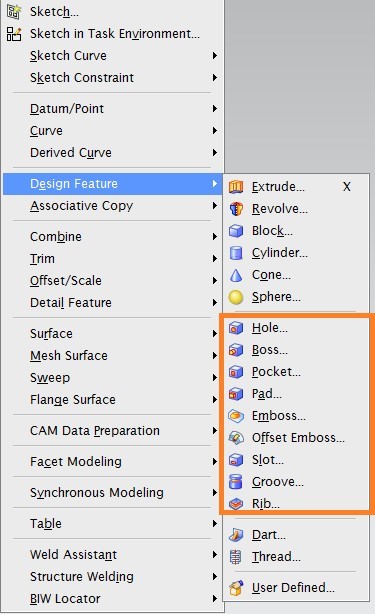 Sketch...
Sketch in Task Environment...
Sketch Curve
Sketch Constraint
Datum/Point
Curve
Derived Curve
Design Feature
Associative Copy
Combine
Trim
Offset/Scale
Detail Feature
Surface
Mesh Surface
Sweep
Flange Surface
CAM Data Preparation
Facet Modeling
Synchronous Modeling
Table
Weld Assistant
Structure Welding
BIW Locator
Extrude... X
Revolve...
Block...
Cylinder...
Cone...
Sphere...
Hole...
Boss...
Pocket...
Pad...
Emboss...
Offset Emboss...
Slot...
Groove...
Rib...
Dart...
Thread...
User Defined...